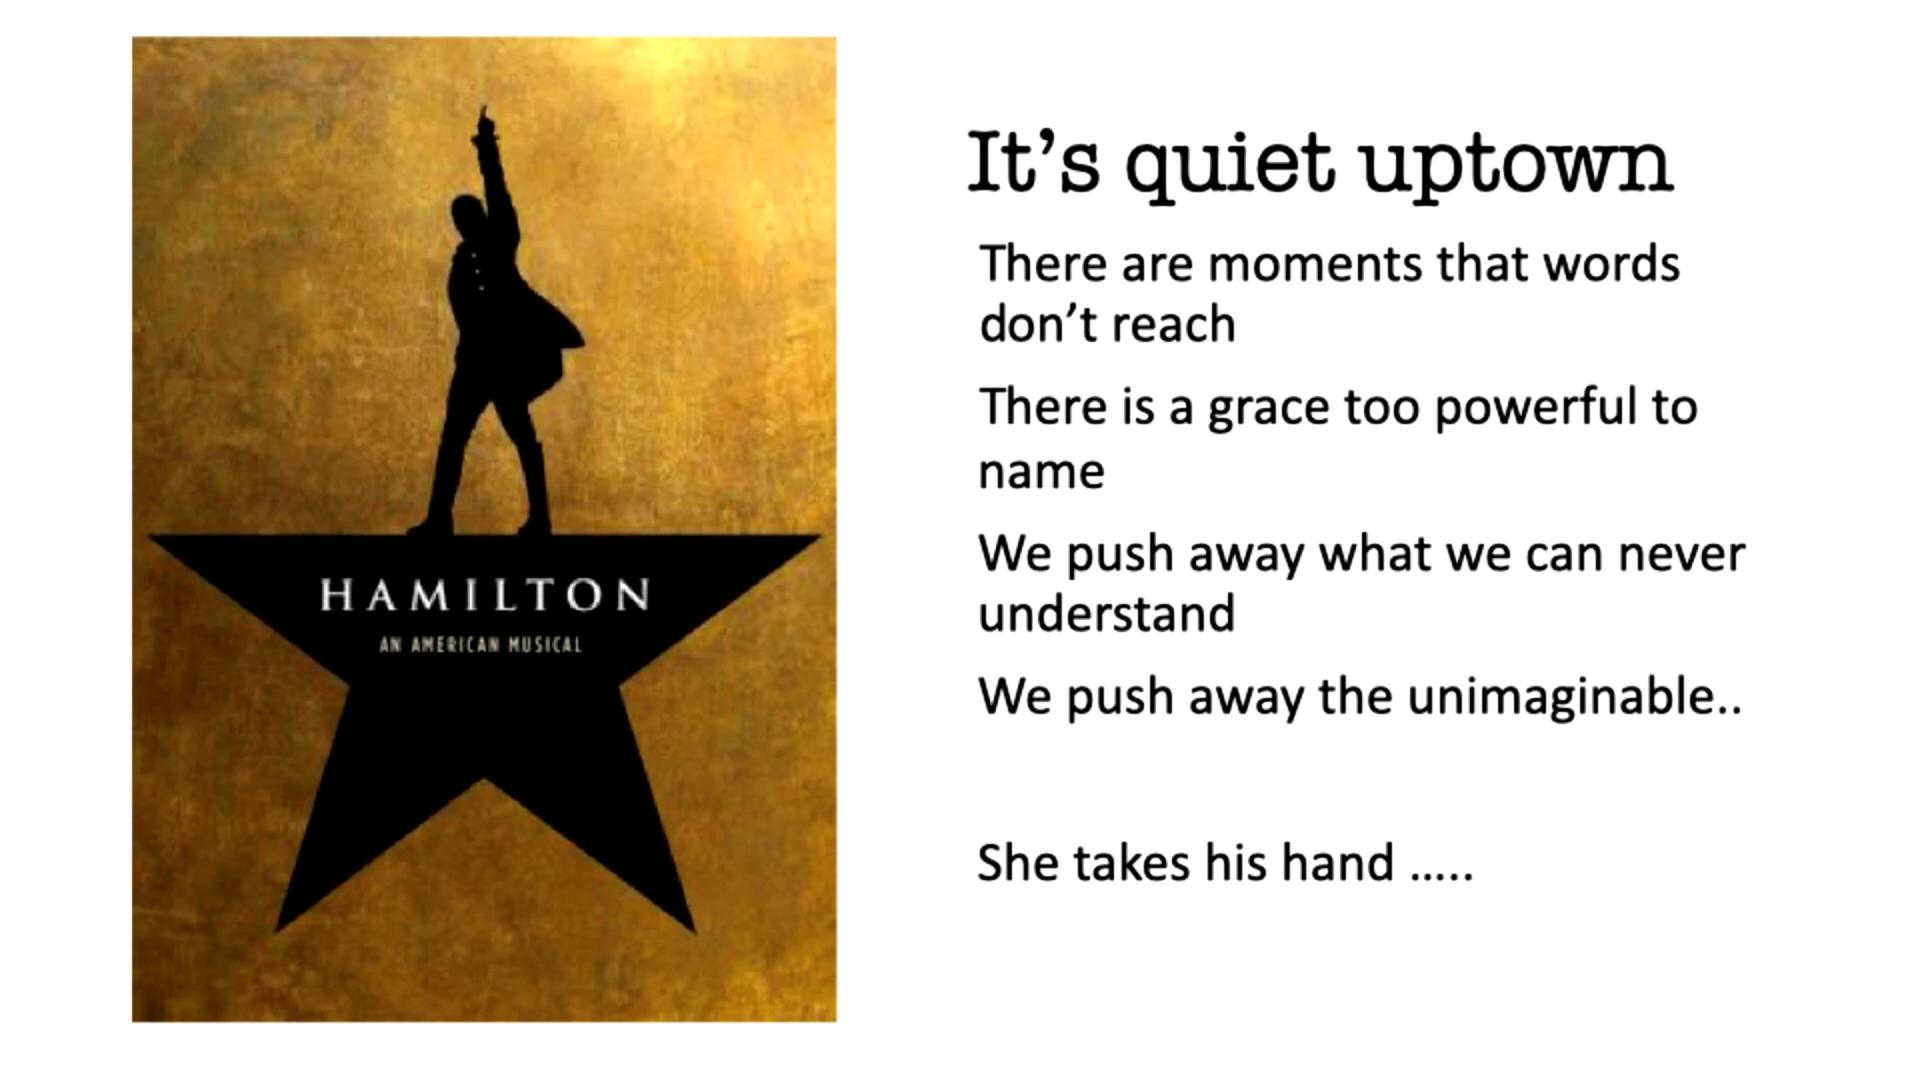 HAMILTON
AN AMERICAN MUSICAL
It’s quiet uptown
There are moments that words
don’t reach
There is a grace too powerful to
name
We push away what we can never
understand
We push away the unimaginable..
She takes his hand .....